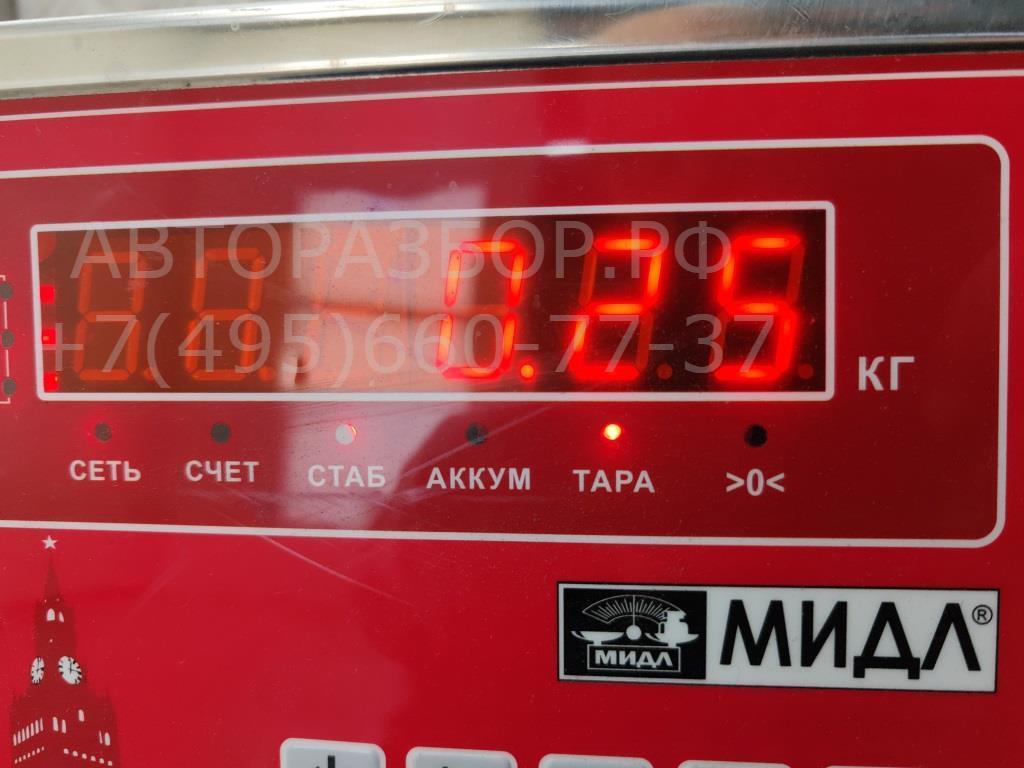 АВТОРАЗБОР.РФ
+7(495)660-77-37
0.25
КГ
СЕТЬ СЧЕТ СТАБ АККУМ ТАРА >0<
МИДЛ
МИДЛ®